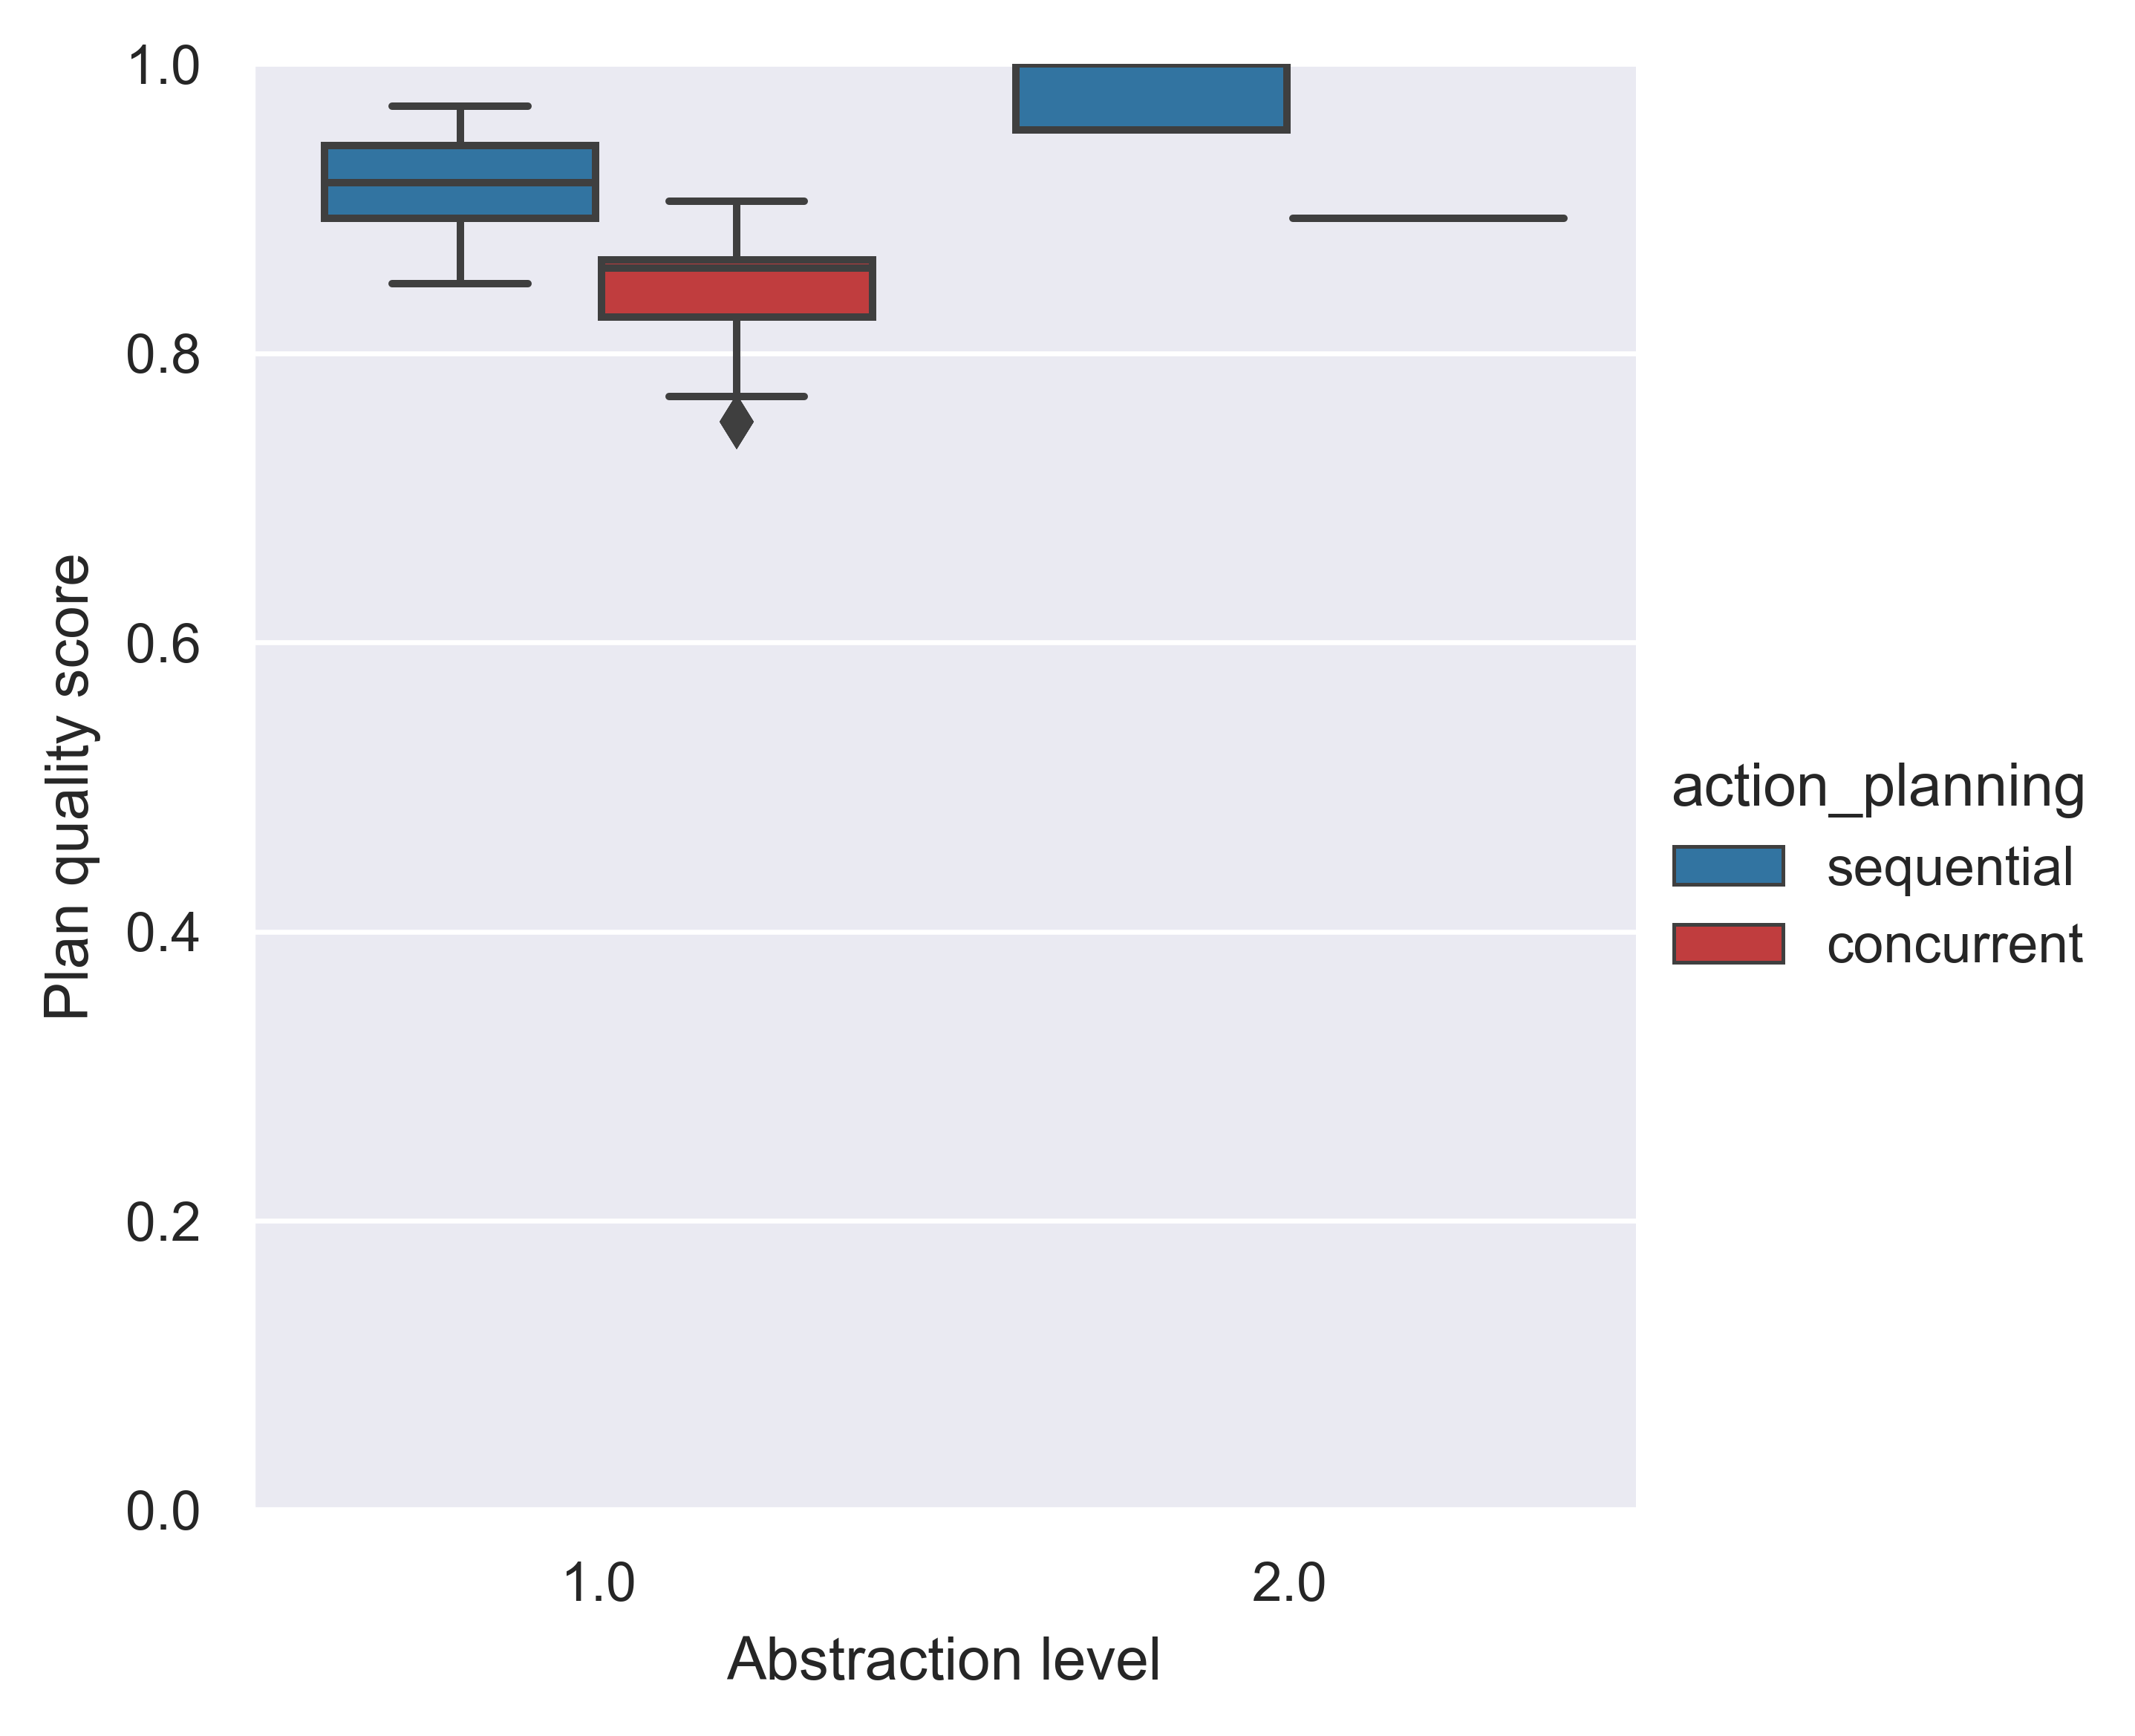 1.0
0.8
0.6
0.4
0.2
0.0
Plan quality score
1.0
2.0
Abstraction level
action_planning
sequential
concurrent